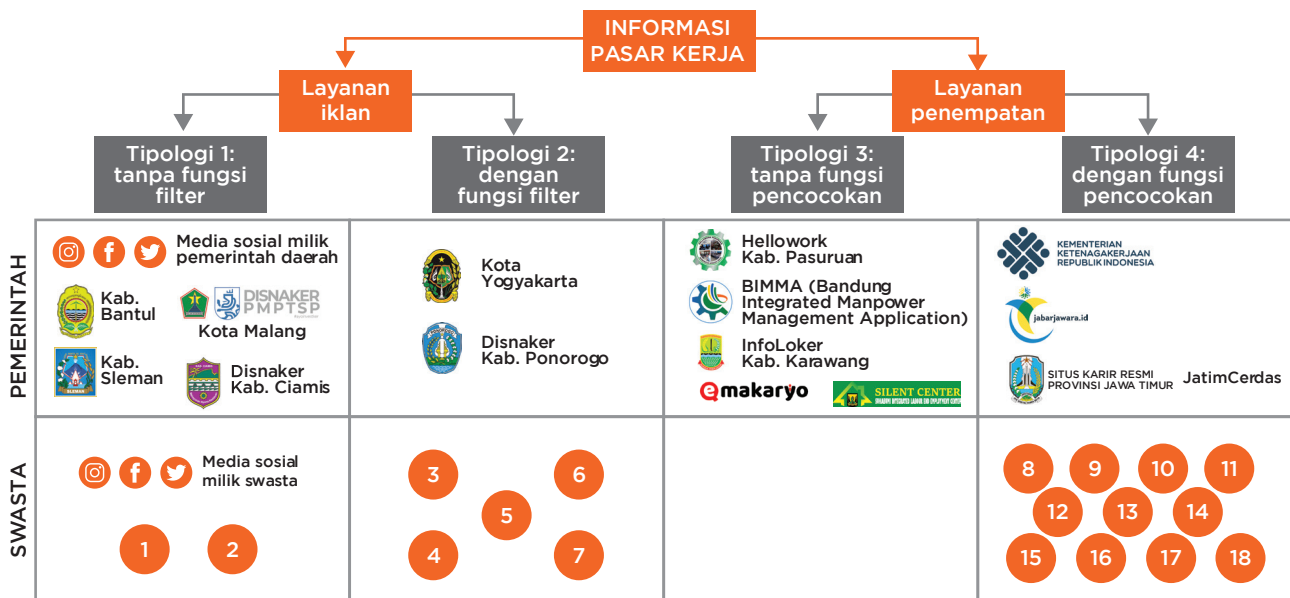 INFORMASI
PASAR KERJA
Layanan
iklan
Layanan
penempatan
Tipologi 1:
tanpa fungsi
filter
Tipologi 2:
dengan
fungsi filter
Tipologi 3:
tanpa fungsi
pencocokan
Tipologi 4:
dengan fungsi
pencocokan
PEMERINTAH
Media sosial milik
pemerintah daerah
Kab.
Bantul
DISNAKER
PMPTSP
Kota Malang
Kab.
Sleman
SLEMAN
Disnaker
Kab. Ciamis
Kota
Yogyakarta
Disnaker
Kab. Ponorogo
Hellowork
Kab. Pasuruan
BIMMA (Bandung
Integrated Manpower
Management Application)
InfoLoker
Kab. Karawang
e makaryo
SILENT CENTER
KEMENTERIAN
KETENAGAKERJAAN
REPUBLIK INDONESIA
jabarjawara.id
SITUS KARIR RESMI
PROVINSI JAWA TIMUR
JatimCerdas
SWASTA
Media sosial
milik swasta
1 2
3 6
5
4 7
8 9 10 11
12 13 14
15 16 17 18